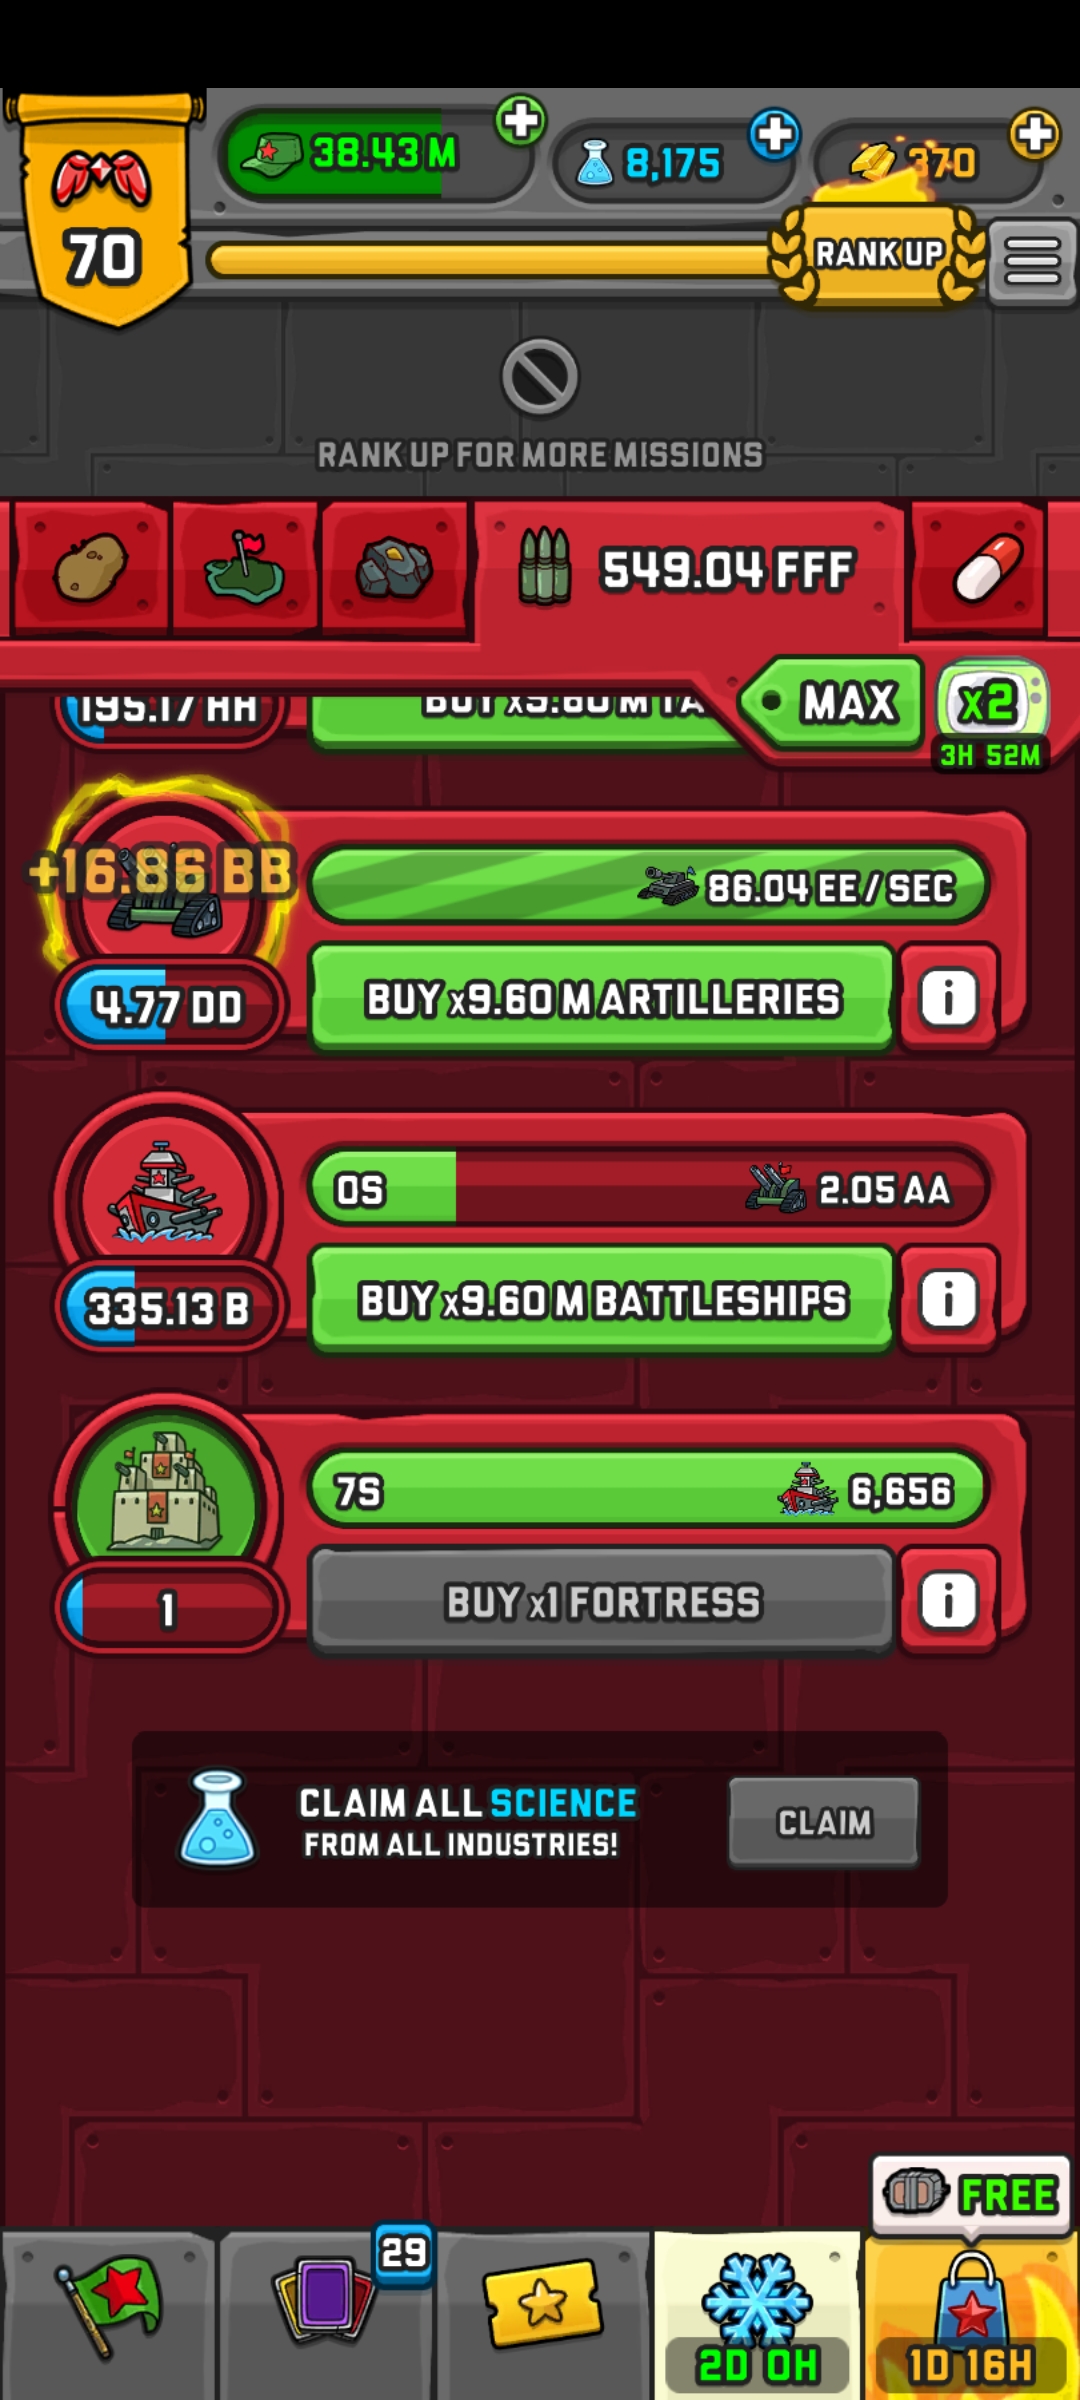 70
38.43 M
8,175
370
RANK UP
RANK UP FOR MORE MISSIONS
549.04 FFF
MAX
x2
3H 52M
195.17 HH
BUY x9.60 M TA
+16.86 BB
86.04 EE/SEC
4.77 DD
BUY x9.60 M ARTILLERIES
i
0S
2.05 AA
335.13 B
BUY x9.60 M BATTLESHIPS
i
7S
6,656
1
BUY x1 FORTRESS
i
CLAIM ALL SCIENCE
FROM ALL INDUSTRIES!
CLAIM
FREE
29
2D 0H
1D 16H